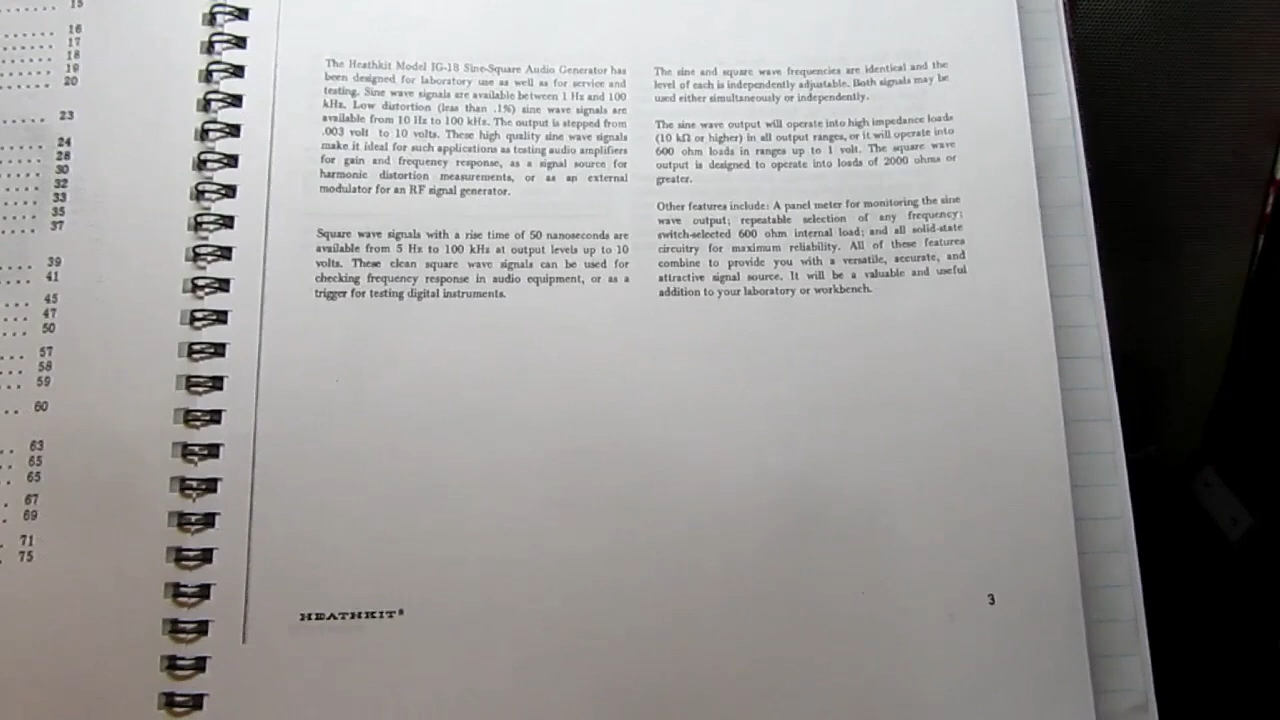 15
16
17
18
19
20
23
24
28
30
32
33
35
37
39
41
45
47
50
57
58
59
60
63
65
65
67
69
71
75
The Heathkit Model IG-18 Sine-Square Audio Generator has
been designed for laboratory use as well as for service and
testing. Sine wave signals are available between 1 Hz and 100
kHz. Low distortion (less than .1%) sine wave signals are
available from 10 Hz to 100 kHz. The output is stepped from
.003 volt to 10 volts. These high quality sine wave signals
make it ideal for such applications as testing audio amplifiers
for gain and frequency response, as a signal source for
harmonic distortion measurements, or as an external
modulator for an RF signal generator.
Square wave signals with a rise time of 50 nanoseconds are
available from 5 Hz to 100 kHz at output levels up to 10
volts. These clean square wave signals can be used for
checking frequency response in audio equipment, or as a
trigger for testing digital instruments.
The sine and square wave frequencies are identical and the
level of each is independently adjustable. Both signals may be
used either simultaneously or independently.
The sine wave output will operate into high impedance loads
(10 kΩ or higher) in all output ranges, or it will operate into
600 ohm loads in ranges up to 1 volt. The square wave
output is designed to operate into loads of 2000 ohms or
greater.
Other features include: A panel meter for monitoring the sine
wave output; repeatable selection of any frequency;
switch-selected 600 ohm internal load; and all solid-state
circuitry for maximum reliability. All of these features
combine to provide you with a versatile, accurate, and
attractive signal source. It will be a valuable and useful
addition to your laboratory or workbench.
HEATHKIT®
3